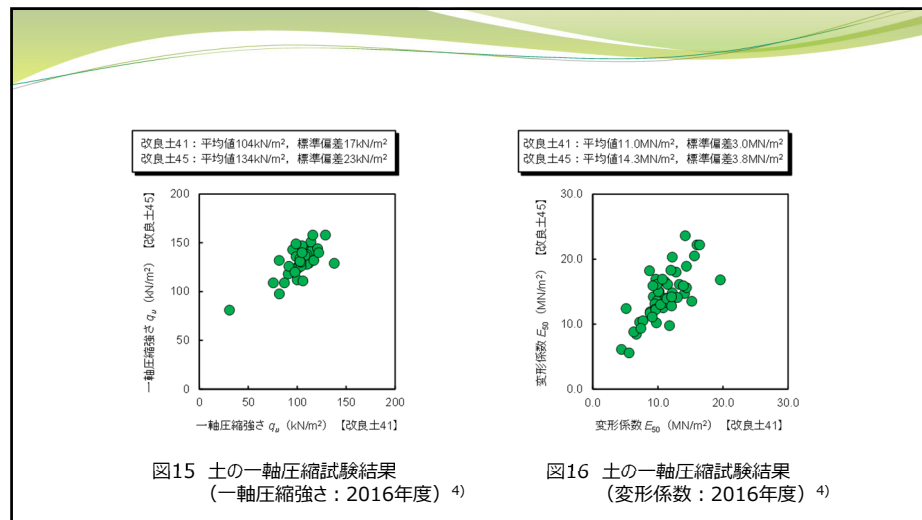 改良土41:平均値104kN/m²,標準偏差17kN/m²
改良土45:平均値134kN/m²,標準偏差23kN/m²
一軸圧縮強さ qu (kN/m²) 【改良土45】
200
150
100
50
0
0 50 100 150 200
一軸圧縮強さ qu (kN/m²) 【改良土41】
図15 土の一軸圧縮試験結果
(一軸圧縮強さ:2016年度) 4)
改良土41:平均値11.0MN/m²,標準偏差3.0MN/m²
改良土45:平均値14.3MN/m²,標準偏差3.8MN/m²
変形係数 E50 (MN/m²) 【改良土45】
30.0
20.0
10.0
0.0
0.0 10.0 20.0 30.0
変形係数 E50 (MN/m²) 【改良土41】
図16 土の一軸圧縮試験結果
(変形係数:2016年度) 4)